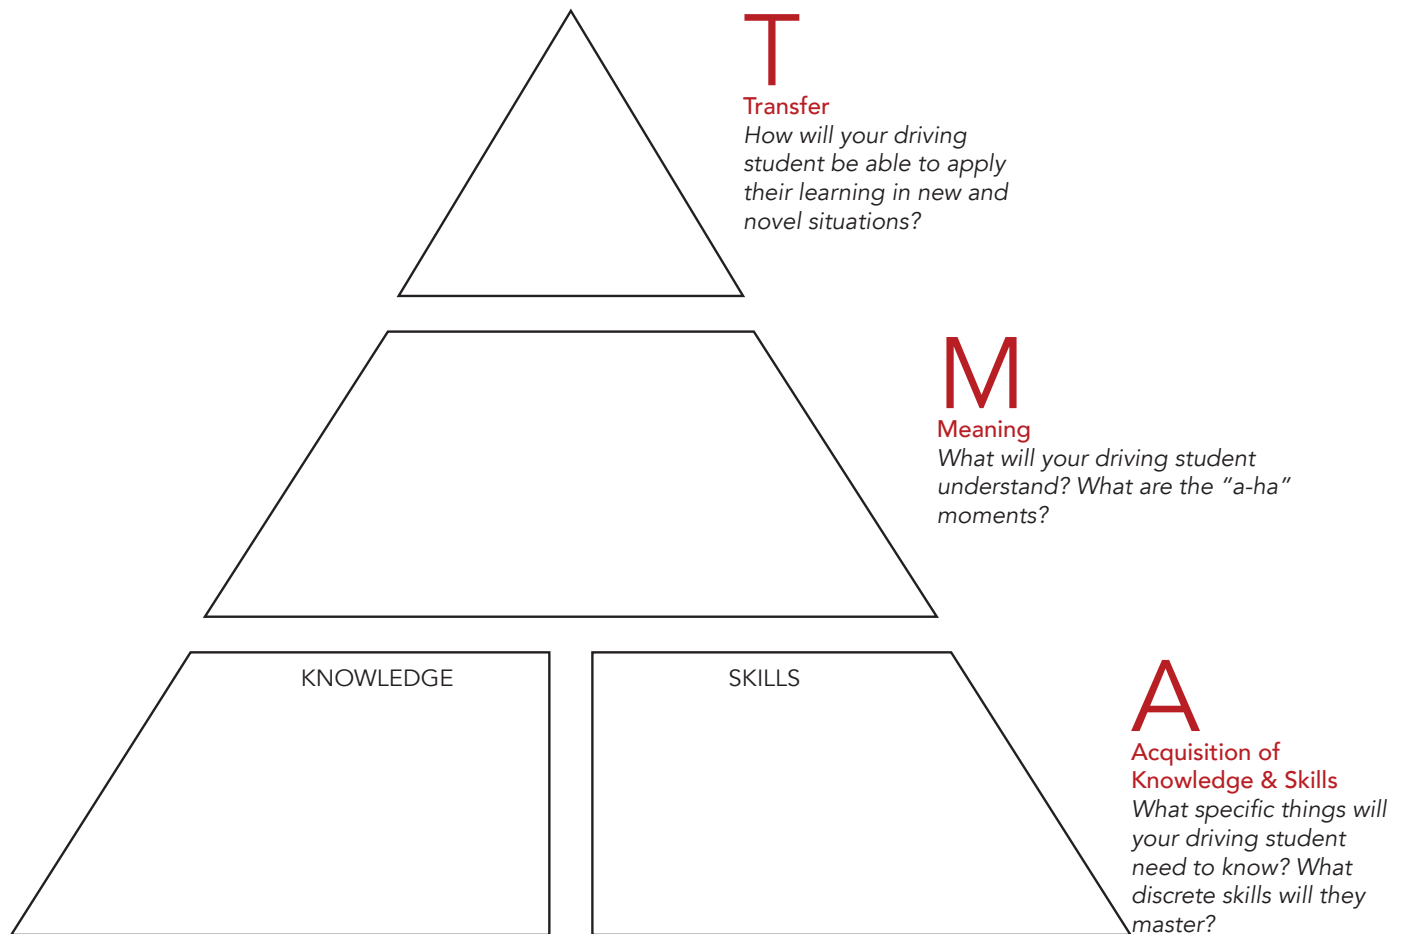 T
Transfer
How will your driving
student be able to apply
their learning in new and
novel situations?
M
Meaning
What will your driving student
understand? What are the “a-ha”
moments?
KNOWLEDGE
SKILLS
A
Acquisition of
Knowledge & Skills
What specific things will
your driving student
need to know? What
discrete skills will they
master?